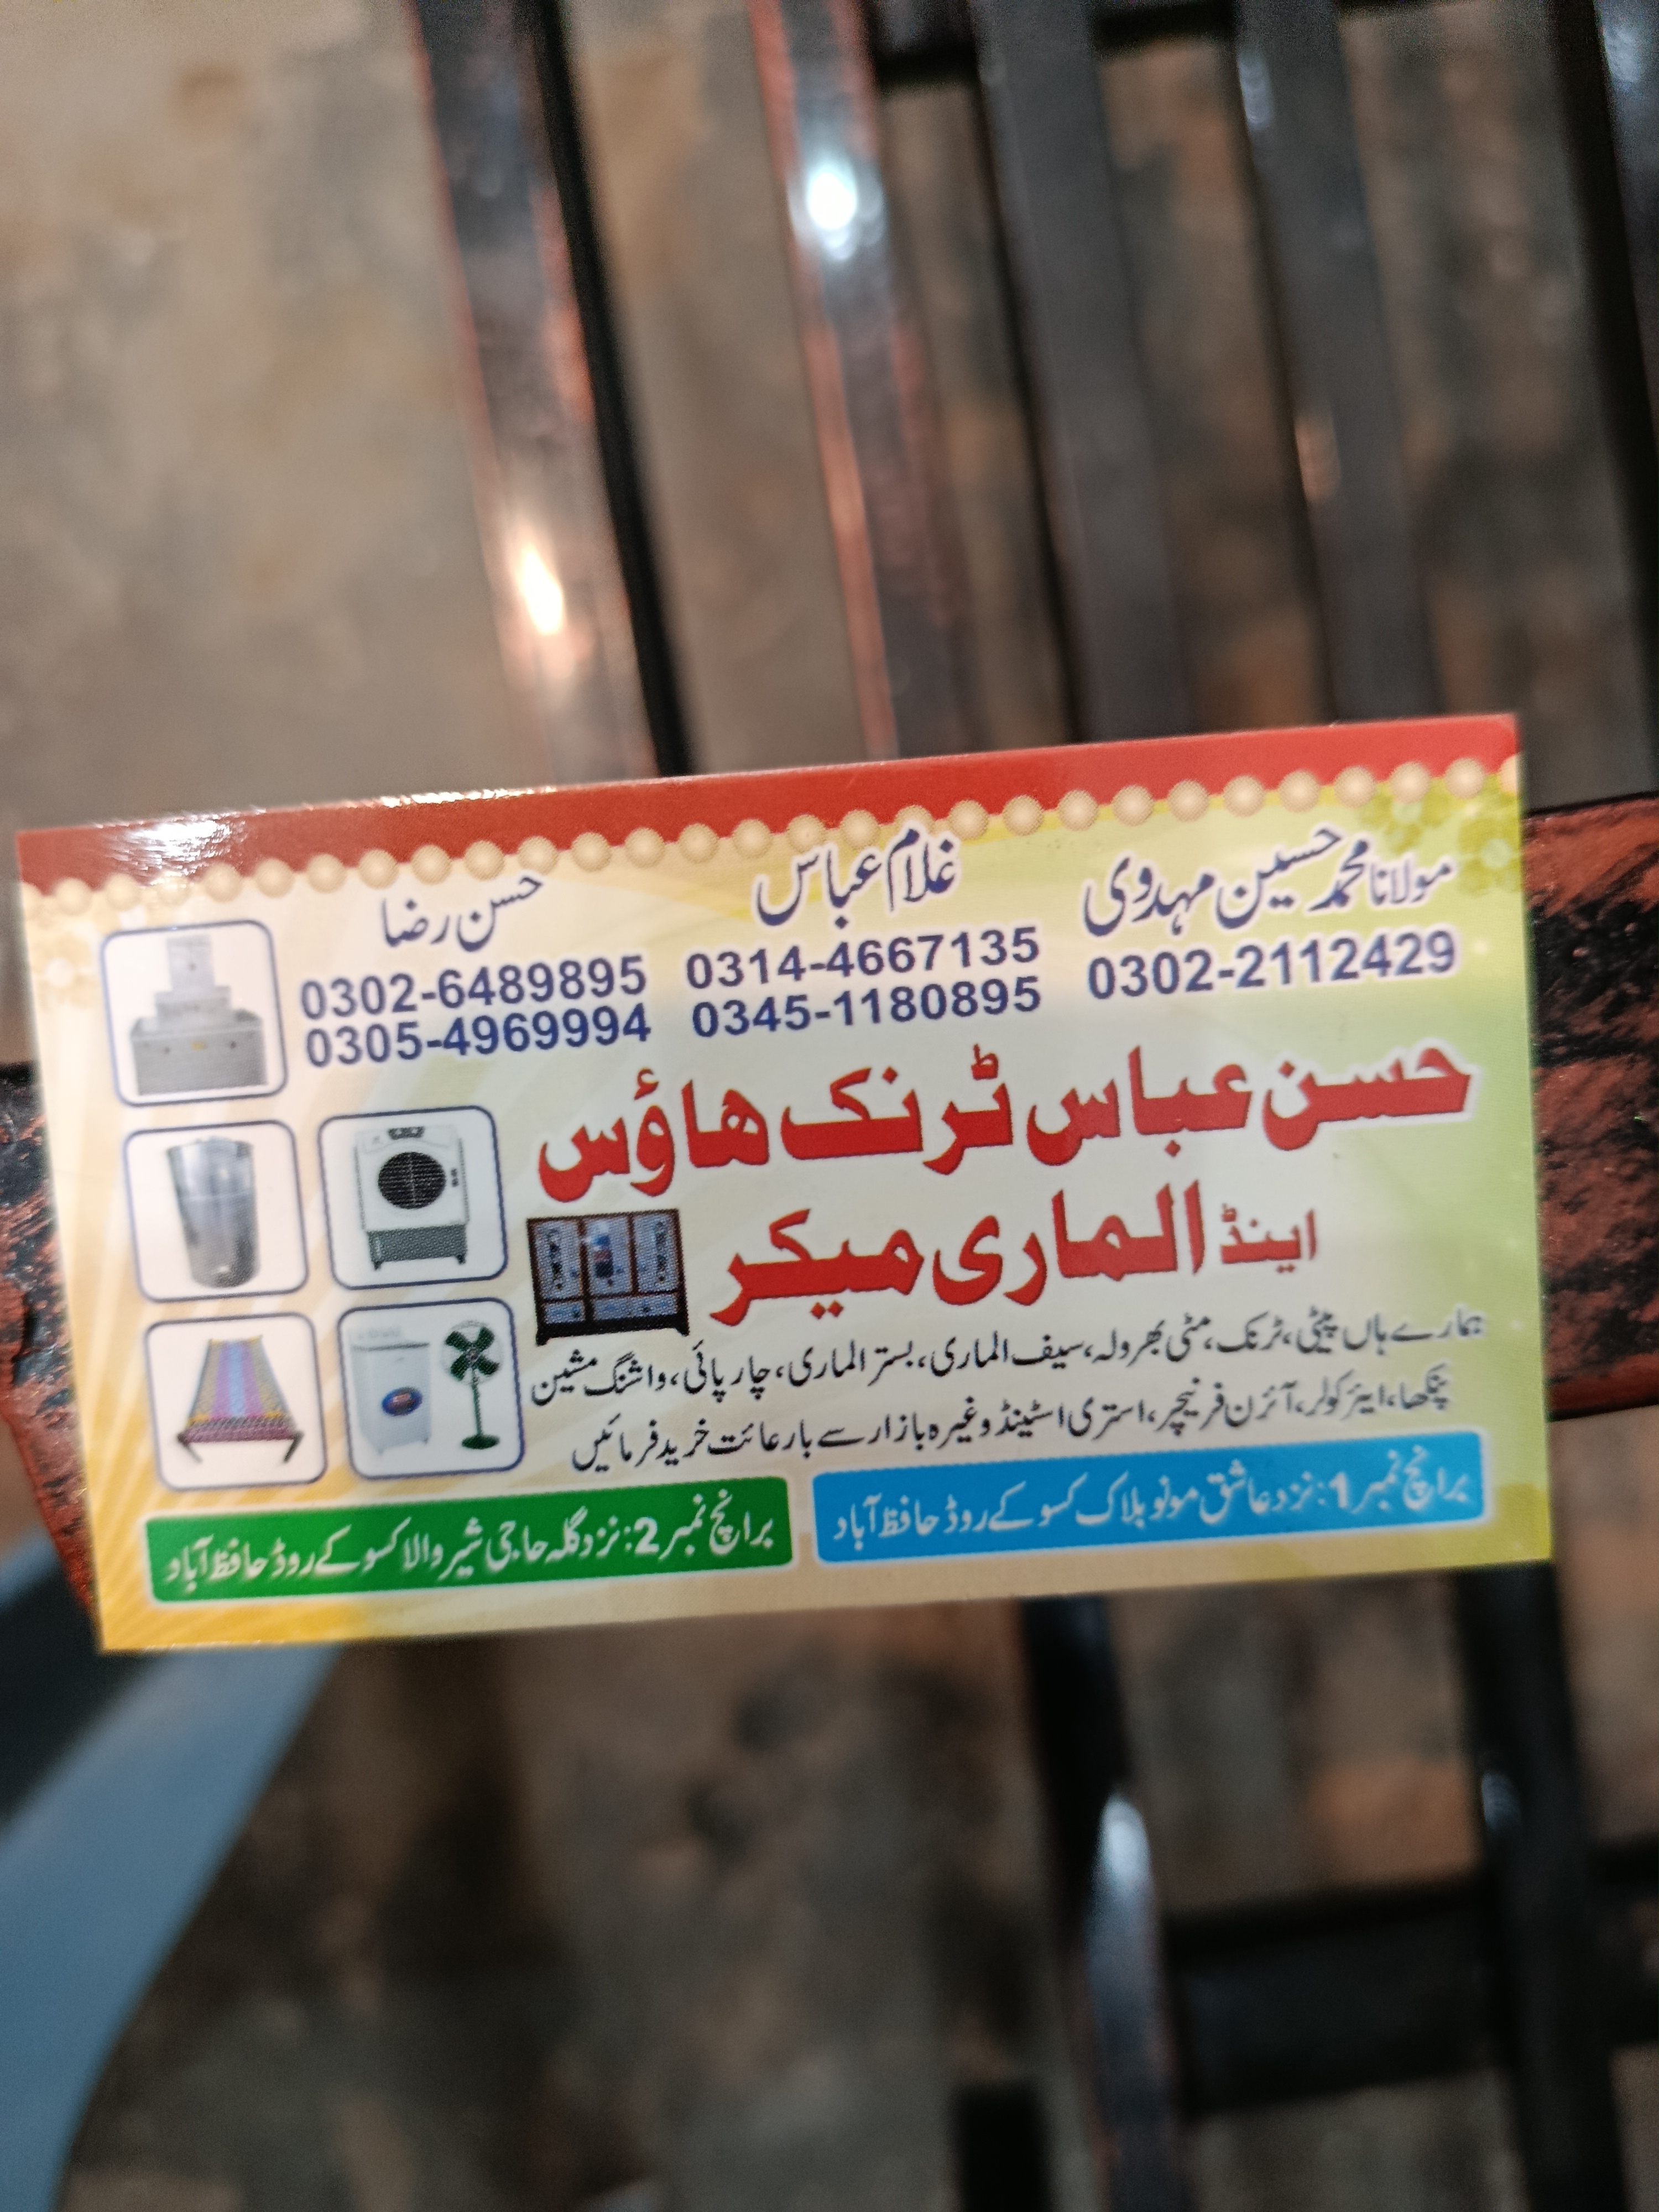 مولانا محمد حسین مہدوی
0302-2112429
غلام عباس
0314-4667135
0345-1180895
حسن رضا
0302-6489895
0305-4969994
حسن عباس ٹرنک ھاؤس
اینڈ الماری میکر
ہمارے ہاں پیٹی، ٹرنک، مٹی بھرولہ، سیف الماری، بستر الماری، چارپائی، واشنگ مشین
پنکھا، ایئر کولر، آئرن فرنیچر، استری اسٹینڈ وغیرہ بازار سے بارعائت خرید فرمائیں
برانچ نمبر 1: نزد عاشق مونو بلاک کسوکے روڈ حافظ آباد
برانچ نمبر 2: نزد گلہ حاجی شیر والا کسوکے روڈ حافظ آباد